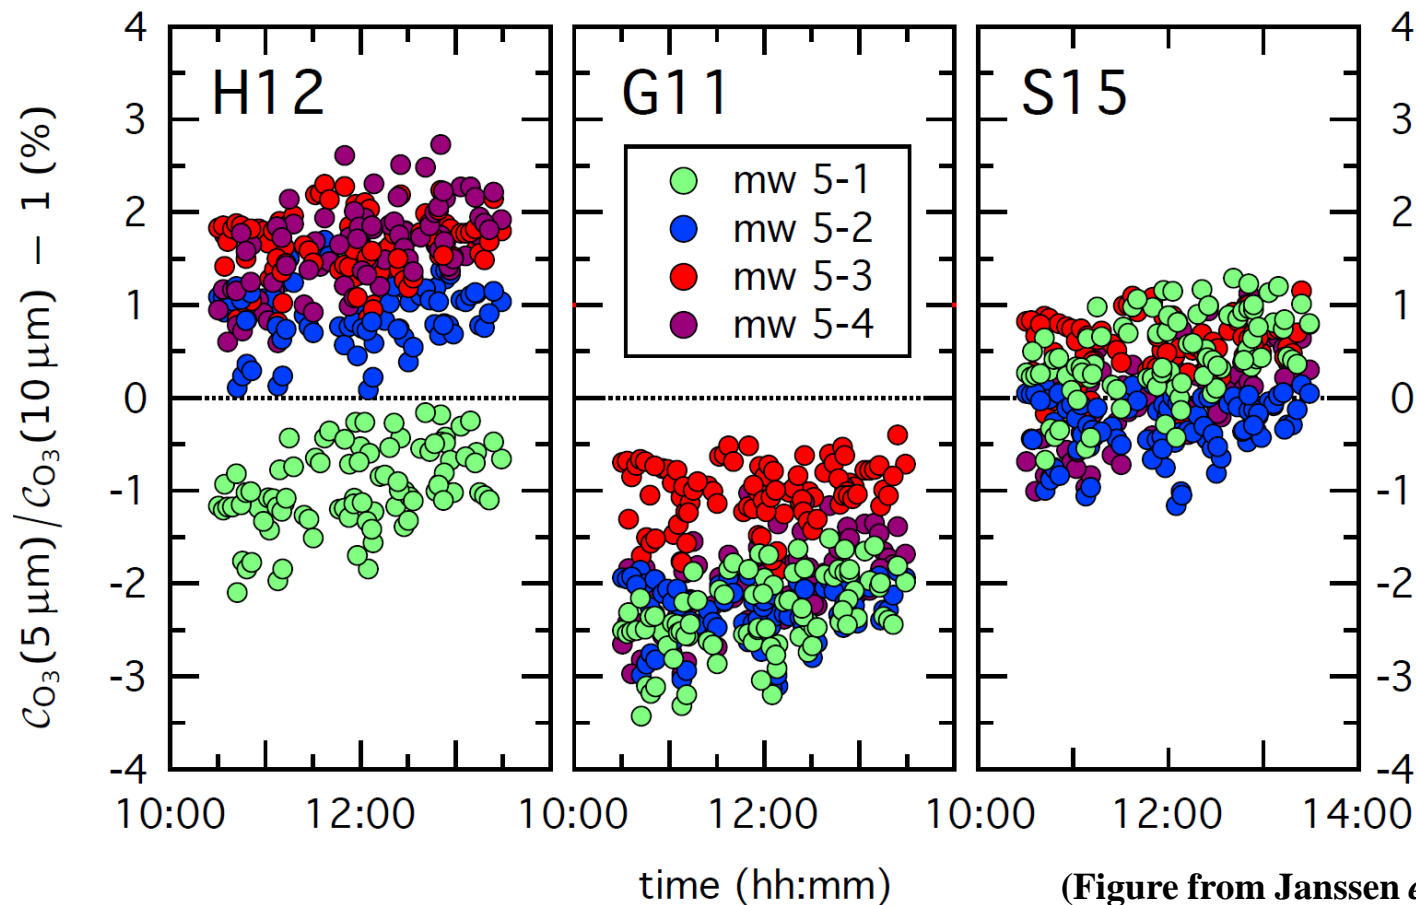 𝒞O₃(5 µm) / 𝒞O₃(10 µm) − 1 (%)
4
3
2
1
0
-1
-2
-3
-4
H12
G11
S15
mw 5-1
mw 5-2
mw 5-3
mw 5-4
4
3
2
1
0
-1
-2
-3
-4
10:00 12:00 10:00 12:00 10:00 12:00 14:00
time (hh:mm)
(Figure from Janssen e